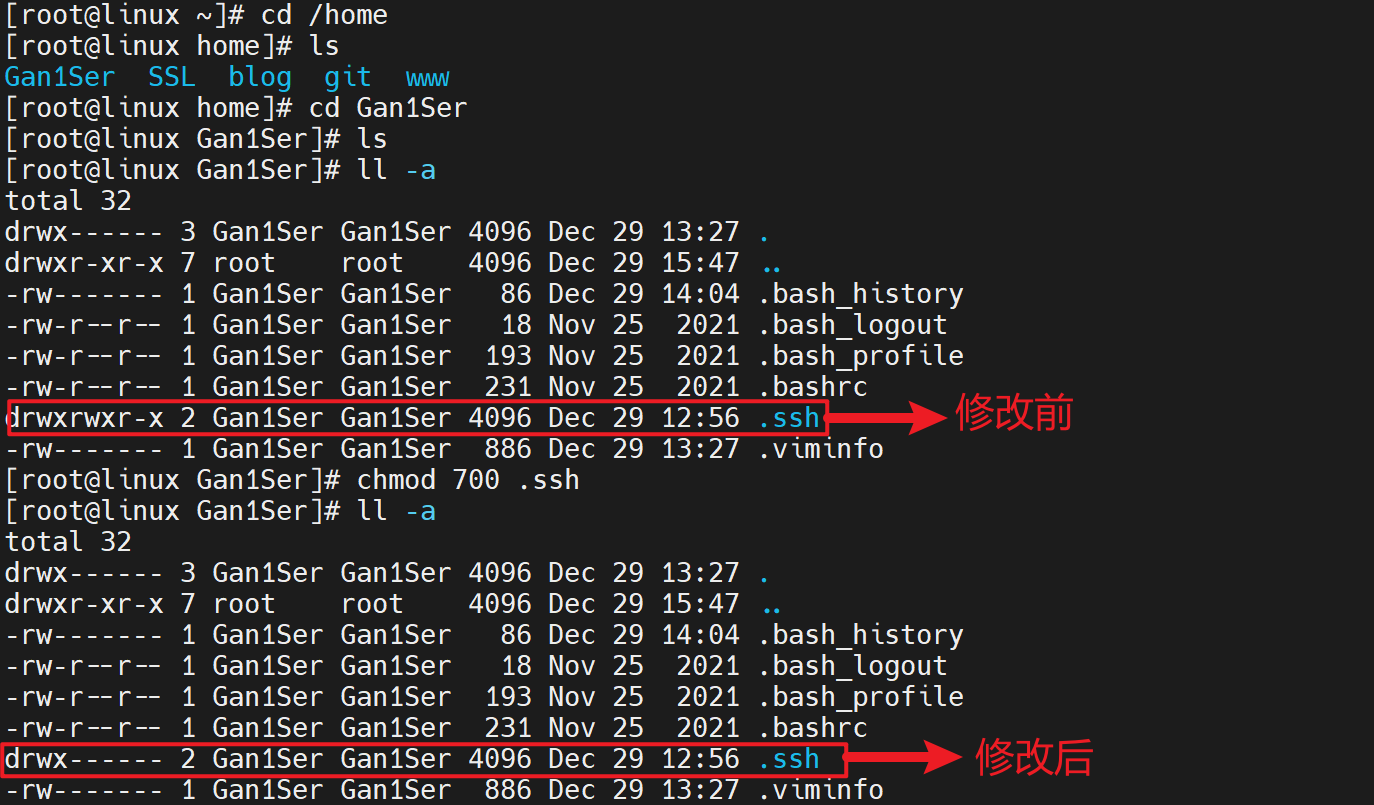 [root@linux ~]# cd /home
[root@linux home]# ls
Gan1Ser  SSL  blog  git  www
[root@linux home]# cd Gan1Ser
[root@linux Gan1Ser]# ls
[root@linux Gan1Ser]# ll -a
total 32
drwx------ 3 Gan1Ser Gan1Ser 4096 Dec 29 13:27 .
drwxr-xr-x 7 root    root    4096 Dec 29 15:47 ..
-rw------- 1 Gan1Ser Gan1Ser   86 Dec 29 14:04 .bash_history
-rw-r--r-- 1 Gan1Ser Gan1Ser   18 Nov 25  2021 .bash_logout
-rw-r--r-- 1 Gan1Ser Gan1Ser  193 Nov 25  2021 .bash_profile
-rw-r--r-- 1 Gan1Ser Gan1Ser  231 Nov 25  2021 .bashrc
drwxrwxr-x 2 Gan1Ser Gan1Ser 4096 Dec 29 12:56 .ssh 修改前
-rw------- 1 Gan1Ser Gan1Ser  886 Dec 29 13:27 .viminfo
[root@linux Gan1Ser]# chmod 700 .ssh
[root@linux Gan1Ser]# ll -a
total 32
drwx------ 3 Gan1Ser Gan1Ser 4096 Dec 29 13:27 .
drwxr-xr-x 7 root    root    4096 Dec 29 15:47 ..
-rw------- 1 Gan1Ser Gan1Ser   86 Dec 29 14:04 .bash_history
-rw-r--r-- 1 Gan1Ser Gan1Ser   18 Nov 25  2021 .bash_logout
-rw-r--r-- 1 Gan1Ser Gan1Ser  193 Nov 25  2021 .bash_profile
-rw-r--r-- 1 Gan1Ser Gan1Ser  231 Nov 25  2021 .bashrc
drwx------ 2 Gan1Ser Gan1Ser 4096 Dec 29 12:56 .ssh 修改后
-rw------- 1 Gan1Ser Gan1Ser  886 Dec 29 13:27 .viminfo